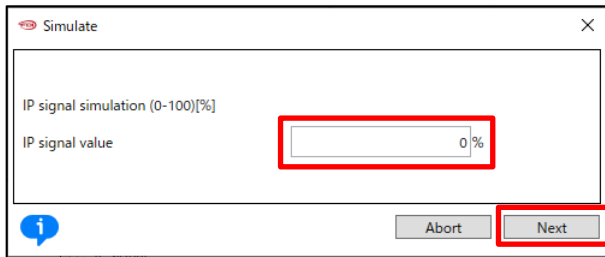 Simulate
IP signal simulation (0-100)[%]
IP signal value 0 %
Abort Next